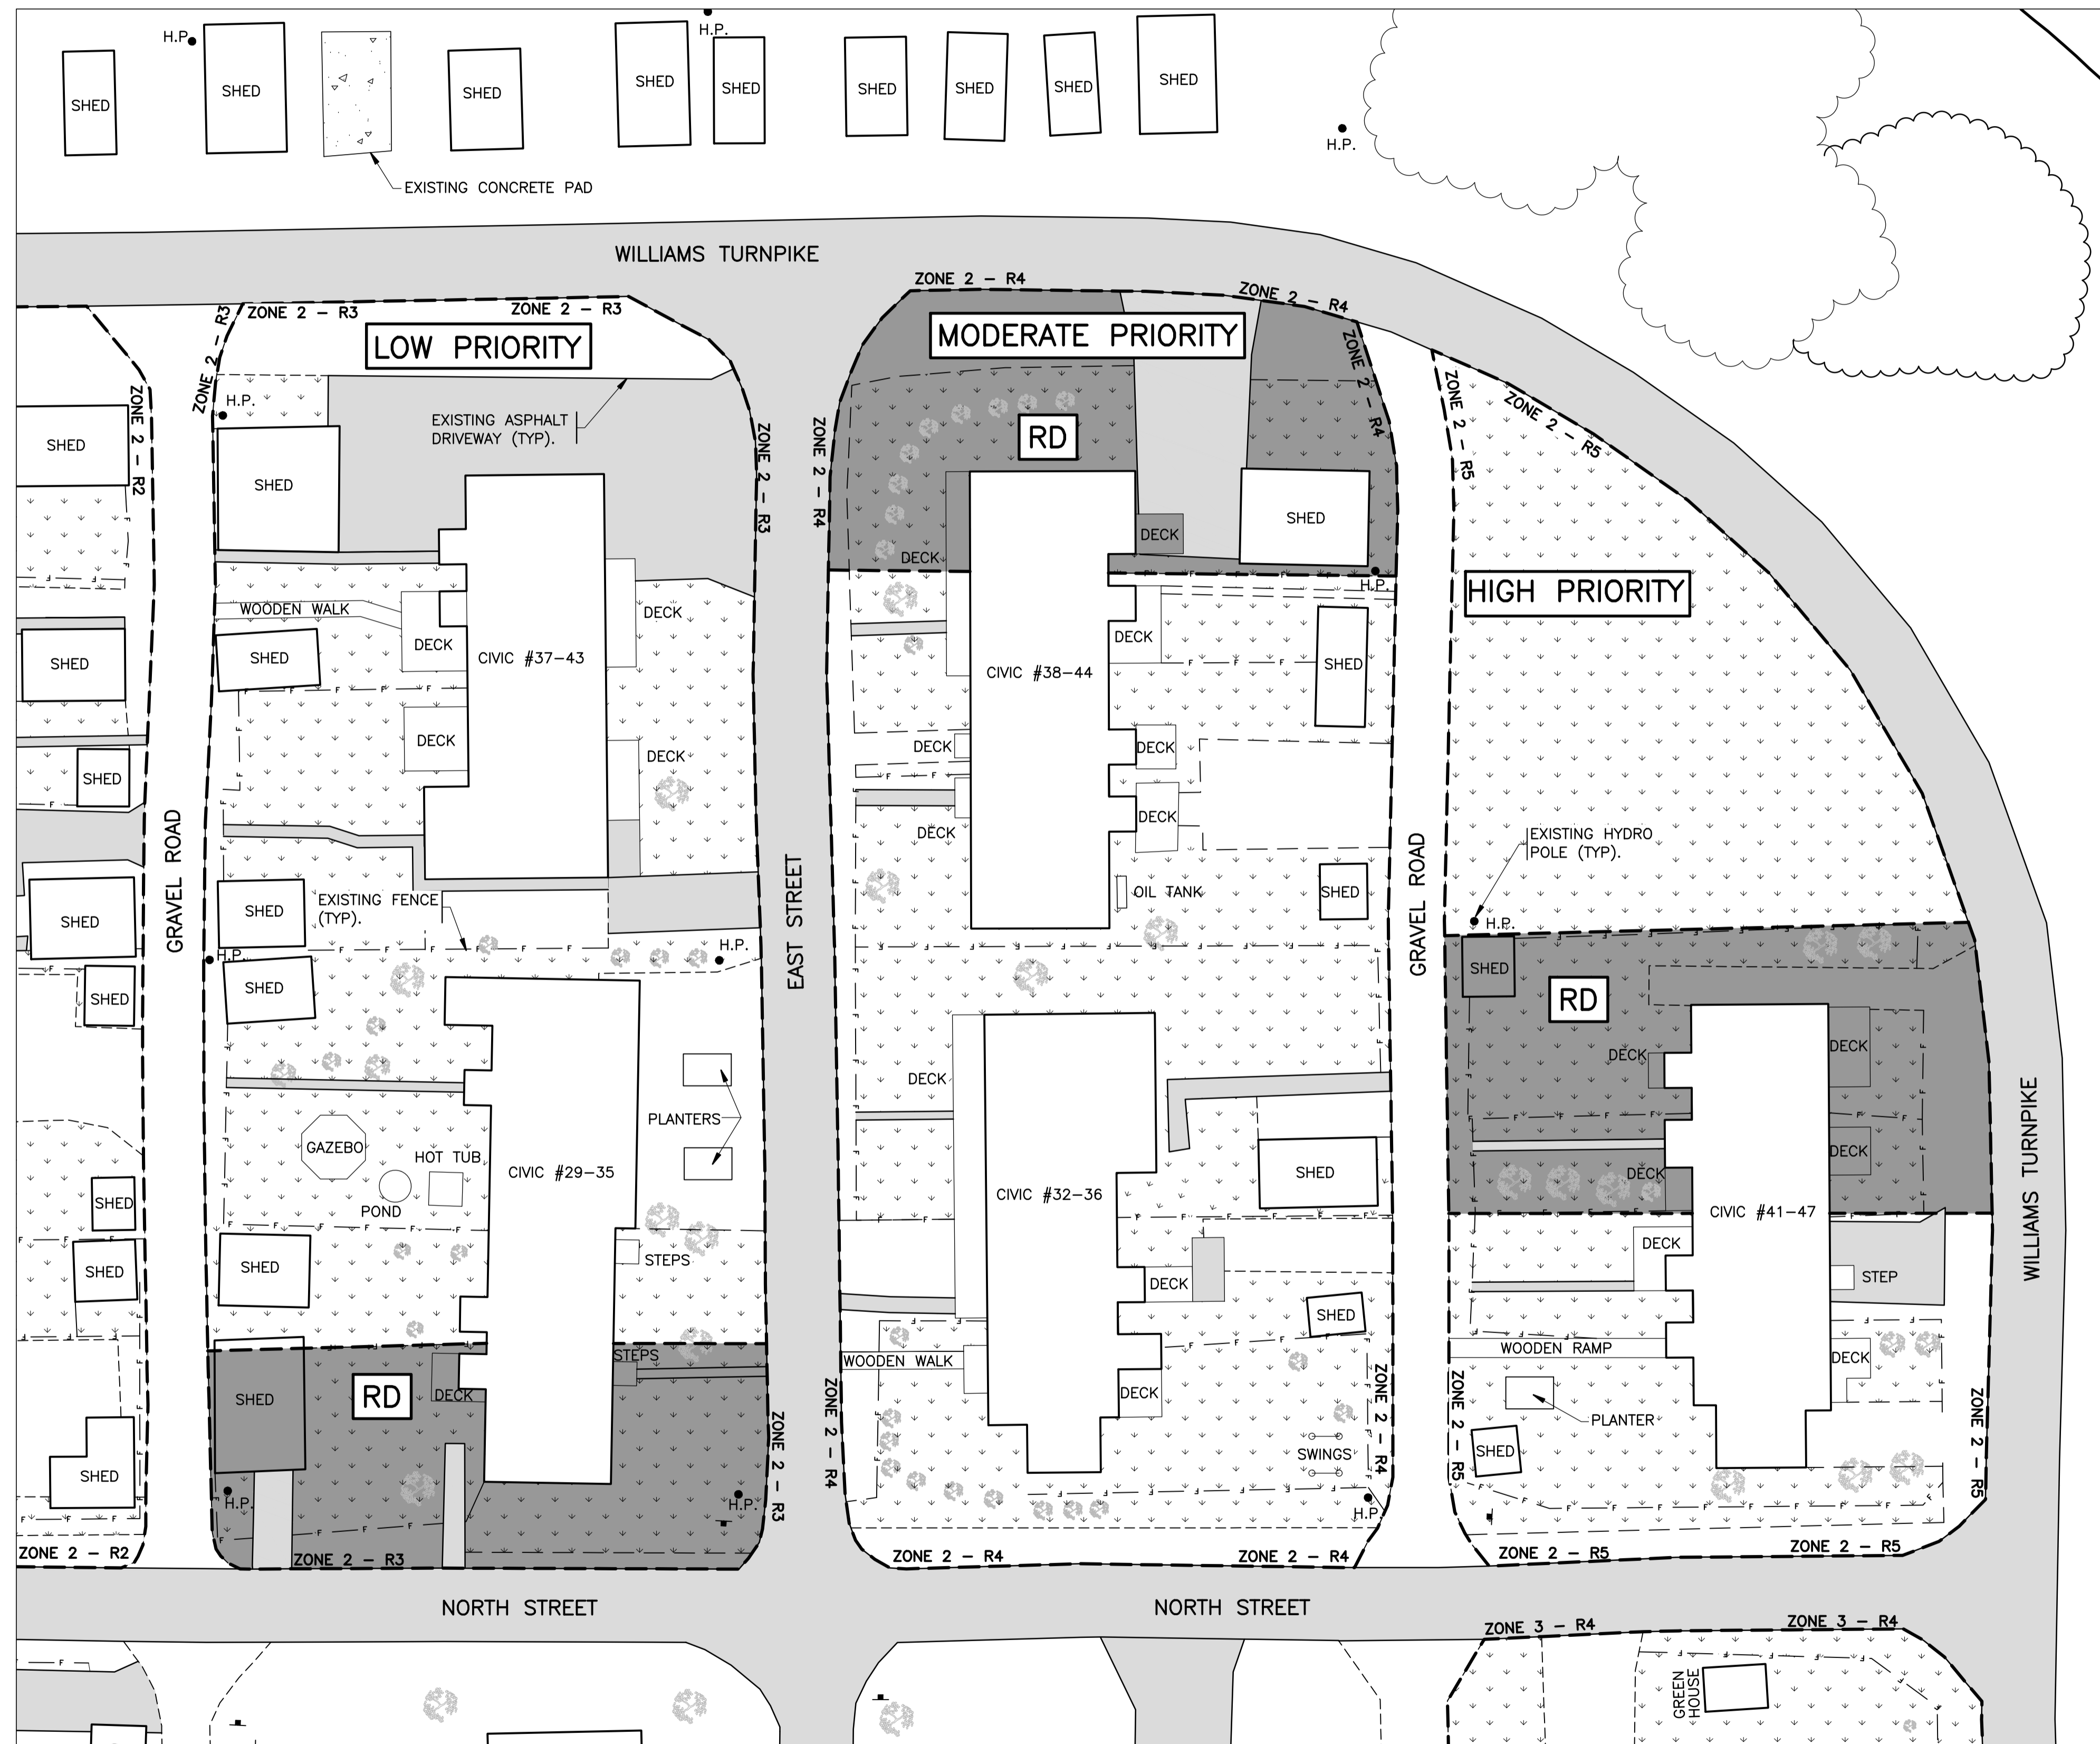 H.P.
H.P.
SHED
SHED
SHED
SHED
SHED
SHED
SHED
SHED
SHED
H.P.
EXISTING CONCRETE PAD
WILLIAMS TURNPIKE
ZONE 2 - R4
ZONE 2 - R4
ZONE 2 - R3
ZONE 2 - R3
ZONE 2 - R3
LOW PRIORITY
MODERATE PRIORITY
ZONE 2 - R4
ZONE 2 - R5
ZONE 2 - R5
ZONE 2 - R2
H.P.
EXISTING ASPHALT
DRIVEWAY (TYP).
ZONE 2 - R3
ZONE 2 - R4
RD
SHED
SHED
SHED
DECK
DECK
H.P.
HIGH PRIORITY
WOODEN WALK
DECK
DECK
DECK
SHED
SHED
SHED
CIVIC #37-43
CIVIC #38-44
DECK
DECK
DECK
DECK
SHED
GRAVEL ROAD
DECK
DECK
EXISTING HYDRO
POLE (TYP).
EAST STREET
GRAVEL ROAD
OIL TANK
SHED
EXISTING FENCE
(TYP).
SHED
SHED
H.P.
H.P.
H.P.
SHED
SHED
SHED
RD
DECK
DECK
DECK
PLANTERS
GAZEBO
HOT TUB
POND
CIVIC #29-35
CIVIC #32-36
SHED
DECK
DECK
CIVIC #41-47
WILLIAMS TURNPIKE
SHED
SHED
SHED
STEPS
DECK
DECK
STEP
SHED
STEPS
WOODEN WALK
WOODEN RAMP
DECK
SHED
RD
DECK
DECK
PLANTER
ZONE 2 - R3
ZONE 2 - R4
ZONE 2 - R4
ZONE 2 - R5
ZONE 2 - R5
SWINGS
SHED
SHED
H.P.
H.P.
H.P.
ZONE 2 - R2
ZONE 2 - R3
ZONE 2 - R4
ZONE 2 - R4
ZONE 2 - R5
ZONE 2 - R5
NORTH STREET
NORTH STREET
ZONE 3 - R4
ZONE 3 - R4
GREEN
HOUSE